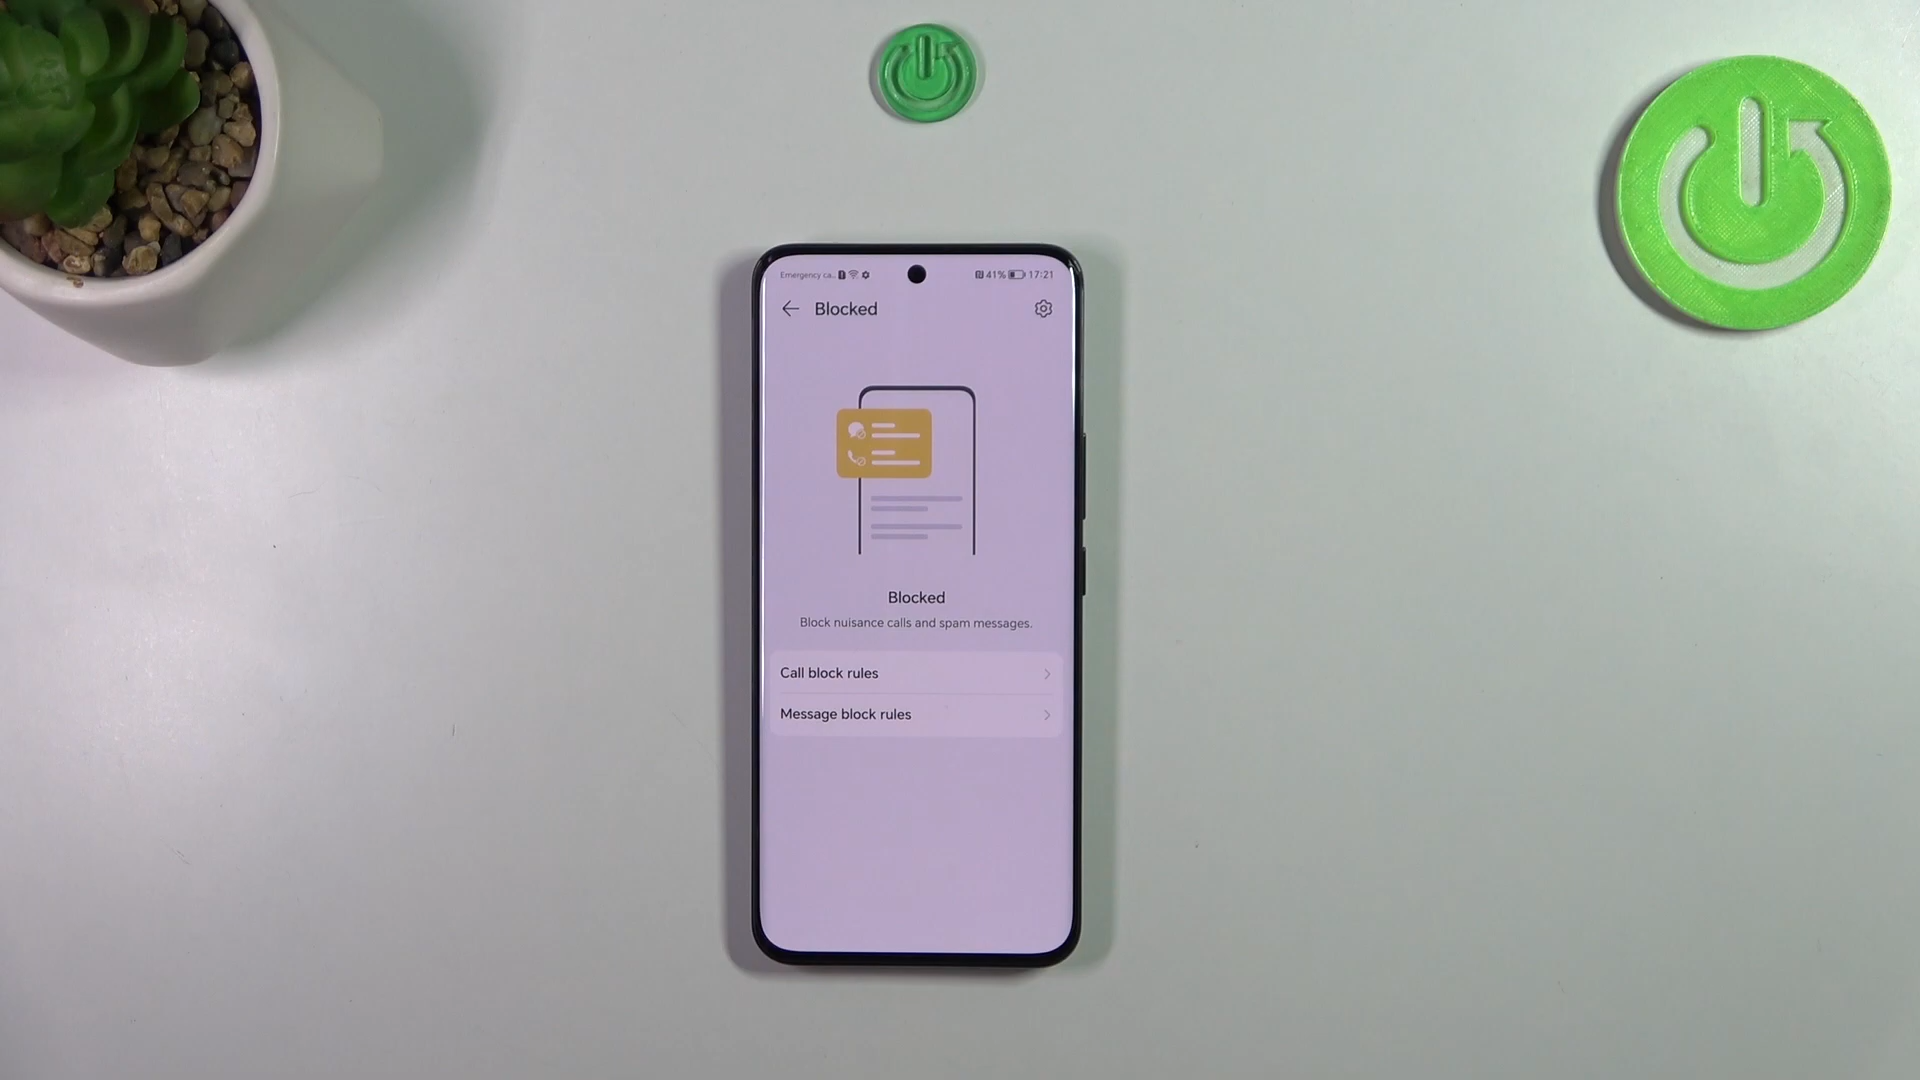 Emergency ca..
41% 17:21
Blocked
Blocked
Block nuisance calls and spam messages.
Call block rules
Message block rules